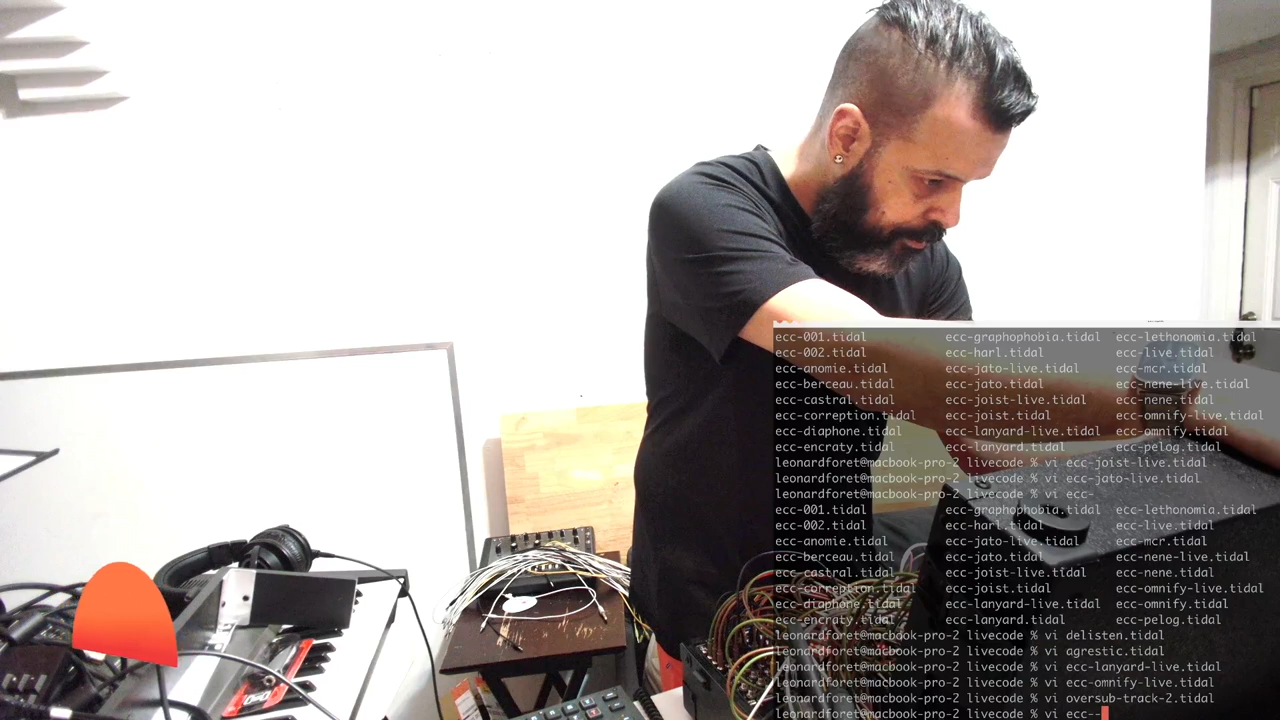 ecc-001.tidal ecc-graphophobia.tidal ecc-lethonomia.tidal
ecc-002.tidal ecc-harl.tidal ecc-live.tidal
ecc-anomie.tidal ecc-jato-live.tidal ecc-mcr.tidal
ecc-berceau.tidal ecc-jato.tidal ecc-nene-live.tidal
ecc-castral.tidal ecc-joist-live.tidal ecc-nene.tidal
ecc-correption.tidal ecc-joist.tidal ecc-omnify-live.tidal
ecc-diaphone.tidal ecc-lanyard-live.tidal ecc-omnify.tidal
ecc-encraty.tidal ecc-lanyard.tidal ecc-pelog.tidal
leonardforet@macbook-pro-2 livecode % vi ecc-joist-live.tidal
leonardforet@macbook-pro-2 livecode % vi ecc-jato-live.tidal
leonardforet@macbook-pro-2 livecode % vi ecc-
ecc-001.tidal ecc-graphophobia.tidal ecc-lethonomia.tidal
ecc-002.tidal ecc-harl.tidal ecc-live.tidal
ecc-anomie.tidal ecc-jato-live.tidal ecc-mcr.tidal
ecc-berceau.tidal ecc-jato.tidal ecc-nene-live.tidal
ecc-castral.tidal ecc-joist-live.tidal ecc-nene.tidal
ecc-correption.tidal ecc-joist.tidal ecc-omnify-live.tidal
ecc-diaphone.tidal ecc-lanyard-live.tidal ecc-omnify.tidal
ecc-encraty.tidal ecc-lanyard.tidal ecc-pelog.tidal
leonardforet@macbook-pro-2 livecode % vi delisten.tidal
leonardforet@macbook-pro-2 livecode % vi agrestic.tidal
leonardforet@macbook-pro-2 livecode % vi ecc-lanyard-live.tidal
leonardforet@macbook-pro-2 livecode % vi ecc-omnify-live.tidal
leonardforet@macbook-pro-2 livecode % vi oversub-track-2.tidal
leonardforet@macbook-pro-2 livecode % vi ecc--